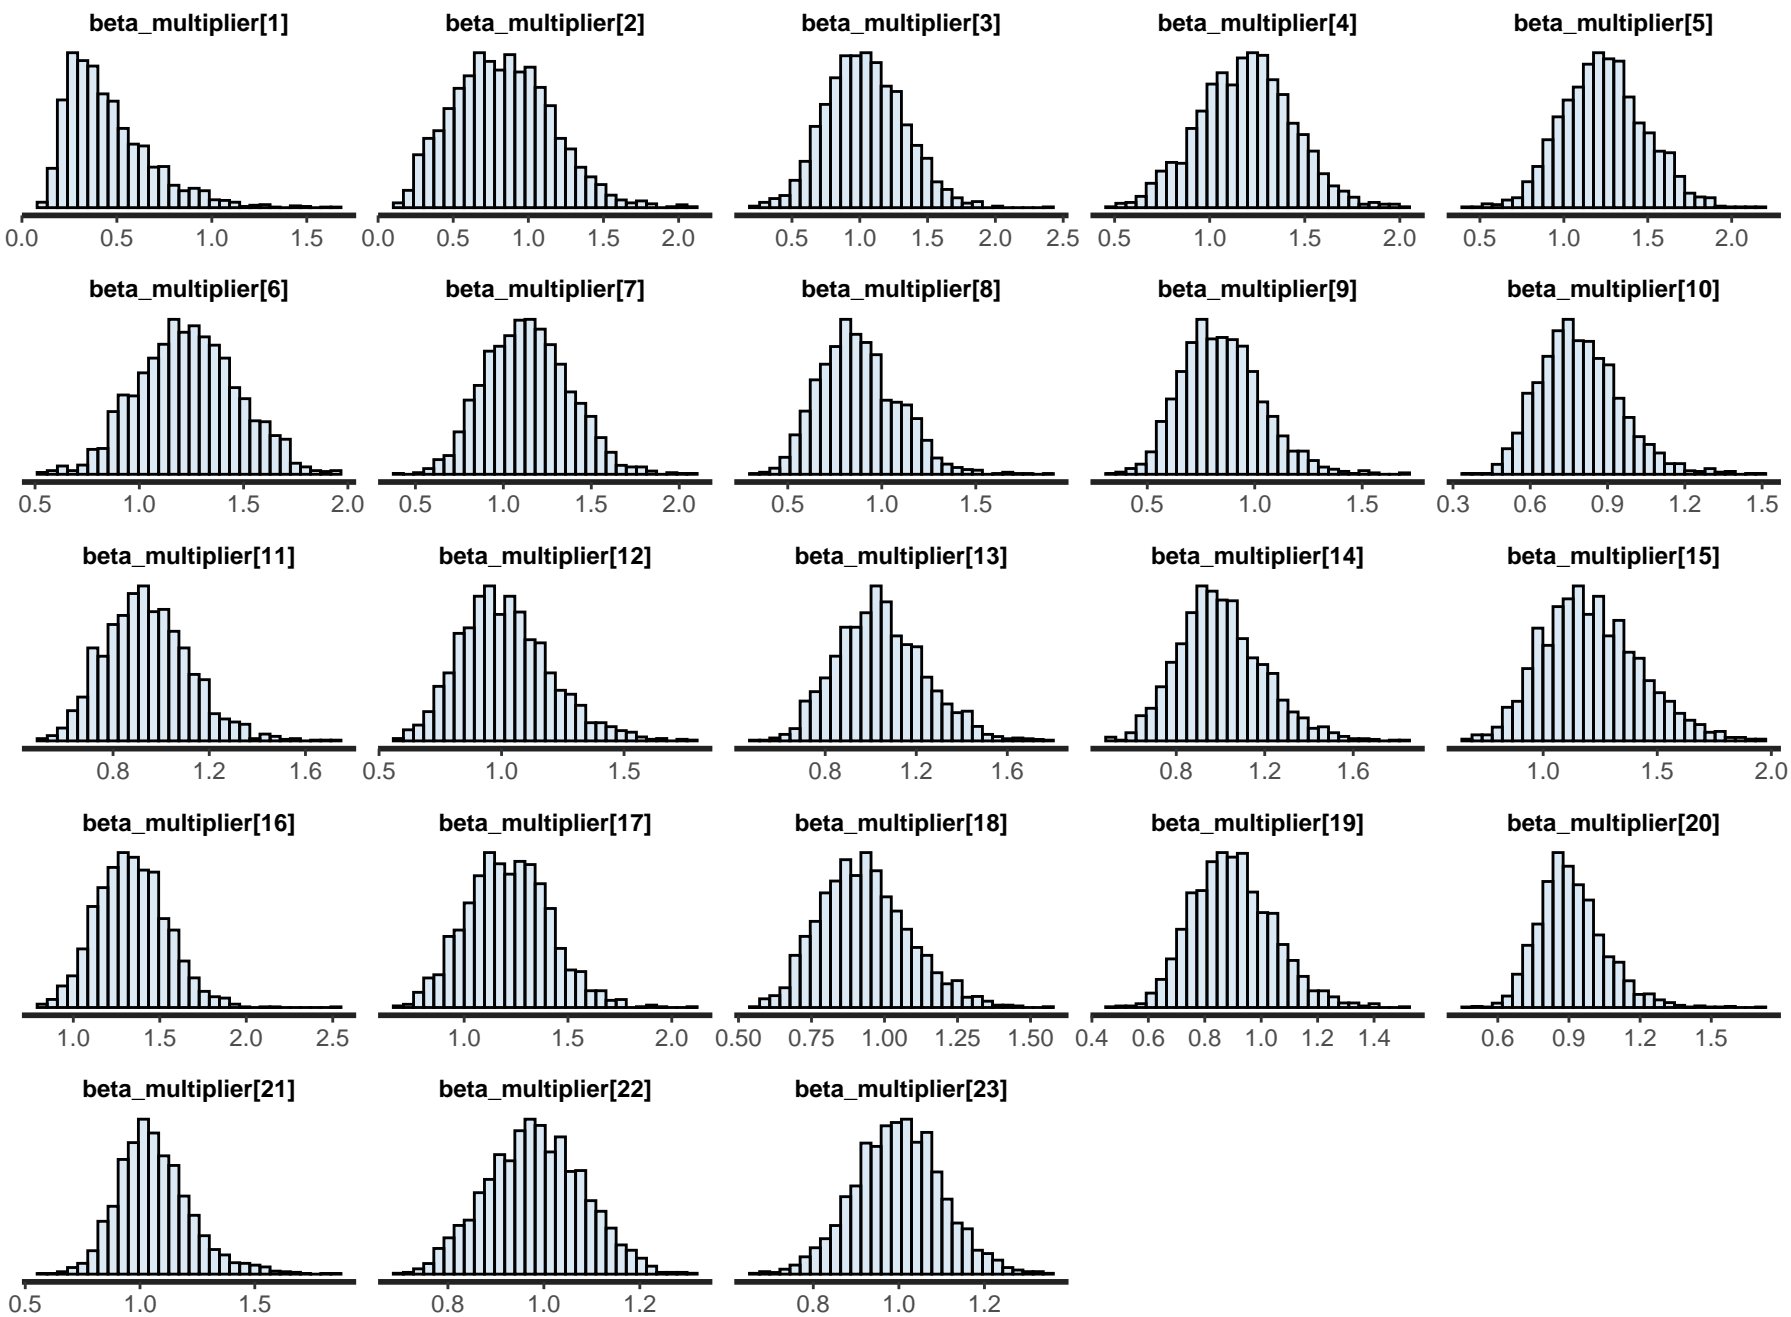 beta_multiplier[1] beta_multiplier[2] beta_multiplier[3] beta_multiplier[4] beta_multiplier[5]
0.0 0.5 1.0 1.5 0.0 0.5 1.0 1.5 2.0 0.5 1.0 1.5 2.0 2.5 0.5 1.0 1.5 2.0 0.5 1.0 1.5 2.0
beta_multiplier[6] beta_multiplier[7] beta_multiplier[8] beta_multiplier[9] beta_multiplier[10]
0.5 1.0 1.5 2.0 0.5 1.0 1.5 2.0 0.5 1.0 1.5 0.5 1.0 1.5 0.3 0.6 0.9 1.2 1.5
beta_multiplier[11] beta_multiplier[12] beta_multiplier[13] beta_multiplier[14] beta_multiplier[15]
0.8 1.2 1.6 0.5 1.0 1.5 0.8 1.2 1.6 0.8 1.2 1.6 1.0 1.5 2.0
beta_multiplier[16] beta_multiplier[17] beta_multiplier[18] beta_multiplier[19] beta_multiplier[20]
1.0 1.5 2.0 2.5 1.0 1.5 2.0 0.50 0.75 1.00 1.25 1.50 0.4 0.6 0.8 1.0 1.2 1.4 0.6 0.9 1.2 1.5
beta_multiplier[21] beta_multiplier[22] beta_multiplier[23]
0.5 1.0 1.5 0.8 1.0 1.2 0.8 1.0 1.2